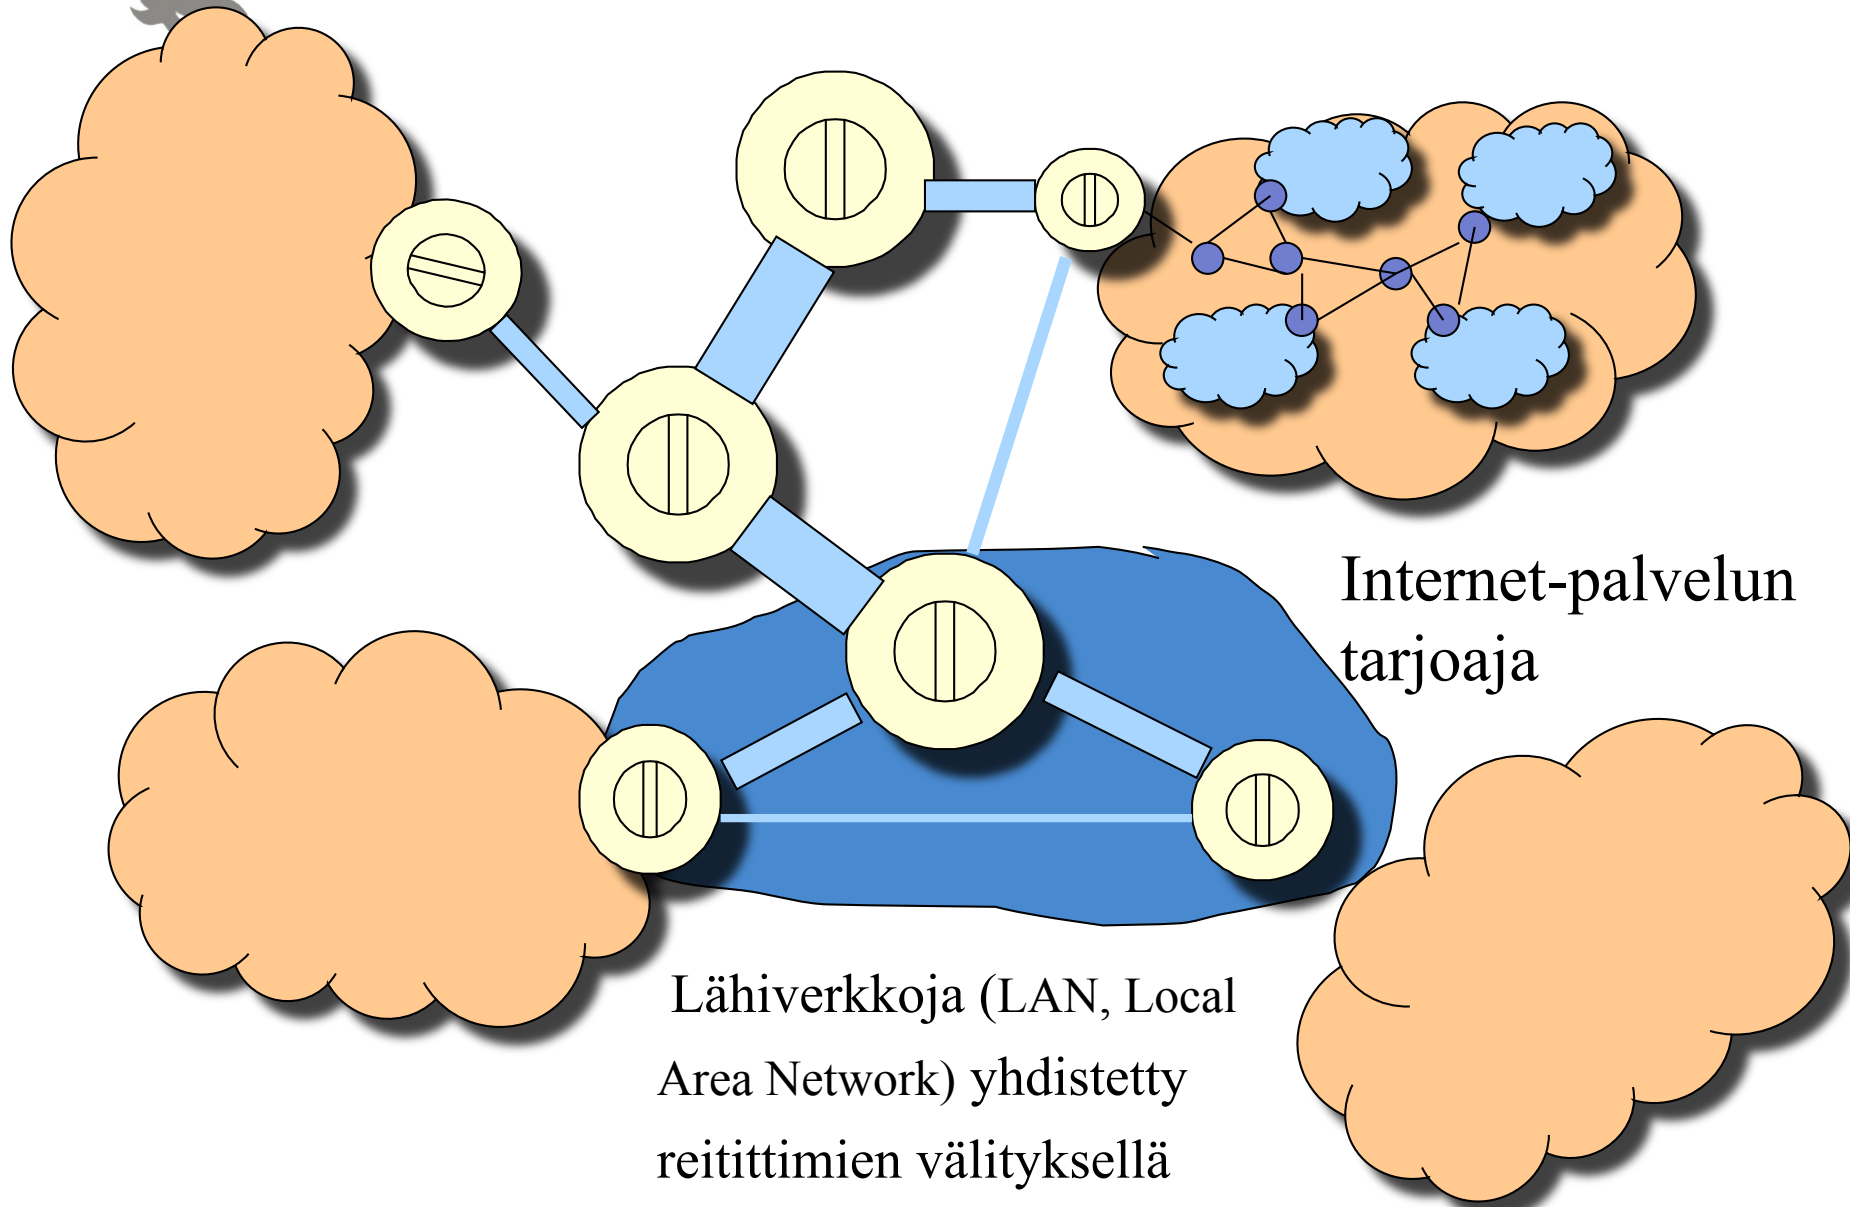 Internet-palvelun
tarjoaja
Lähiverkkoja (LAN, Local
Area Network) yhdistetty
reitittimien välityksellä